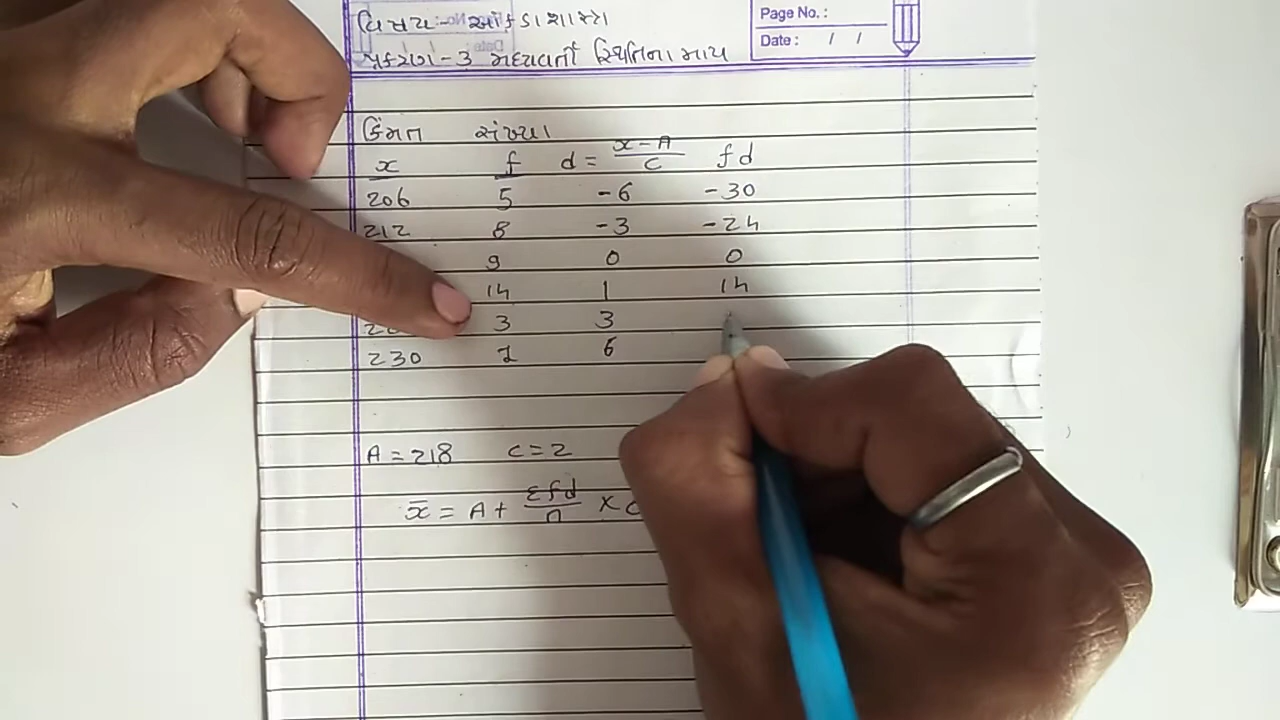 વિષય - આંકડાશાસ્ત્ર
Page No. :
Date : / /
પ્રકરણ - 3 મધ્યવર્તી સ્થિતિના માપ
કિંમત સંખ્યા
x f d = x - A / c fd
206 5 -6 -30
212 8 -3 -24
9 0 0
14 1 14
3 3
230 1 6
A = 218 C = 2
x̄ = A + Σfd / n × c